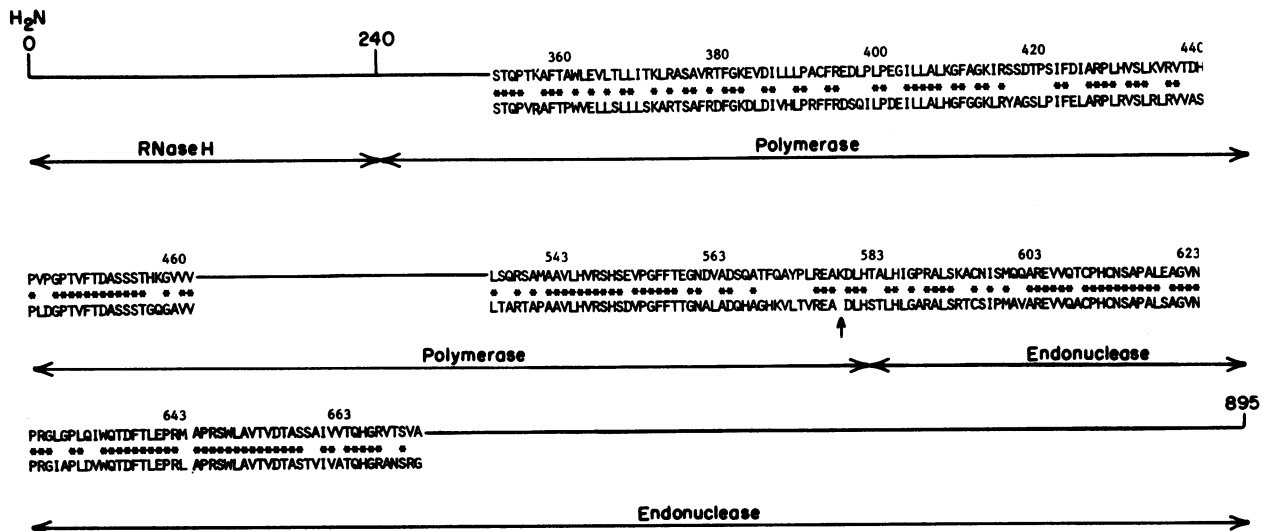 H2N
0
240
360 380 400 420 440
STQPTKAFTAWLEVLTLLITKLRASAVRTFGKEVDILLLPACFREDLPLPEGILLALKGFAGKIRSSDTPSIFDIARPLHVSLKVRVTDH
**** *** ** * ** * ** * ** *** * ** * ** ** * ***** ** * * ** ***** *** ** **
STQPVRAFTPWVELLSLLLSKARTSAFRDFGKDLDIVHLPRFFRDSQILPDEILLALHGFGGKLRYAGSLPIFELARPLRVSLRLRVVAS
RNase H
Polymerase
460 543 563 583 603 623
PVPGPTVFTDASSSTHKGVVV LSQRSAMAAVLHVRSHSEVPGFFTEGNDVADSQATFQAYPLREAKDLHTALHIGPRALSKACNISMQQAREVVQTCPHCNSAPALEAGVN
* ************ * ** * * * ********* ******** ** * *** *** ** * *** * * * ****** ********* *****
PLDGPTVFTDASSSTGQGAVV LTARTAPAAVLHVRSHSDVPGFFTTGNALADQHAGHKVLTVREA DLHSTLHLGARALSRTCSIPMAVAREVVQACPHCNSAPALSAGVN
Polymerase
Endonuclease
643 663 895
PRGLGPLQIWQTDFTLEPRM APRSWLAVTVDTASSAIVVTQHGRVTSVA
*** ** ********** ************** ** ***** *
PRGIAPLDVWQTDFTLEPRL APRSWLAVTVDTASTVIVATQHGRANSRG
Endonuclease